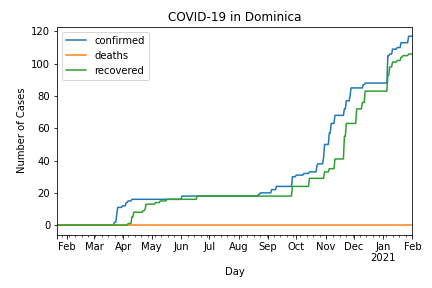 COVID-19 in Dominica
confirmed
deaths
recovered
120
100
80
60
40
20
0
Number of Cases
Feb Mar Apr May Jun Jul Aug Sep Oct Nov Dec Jan Feb
2021
Day